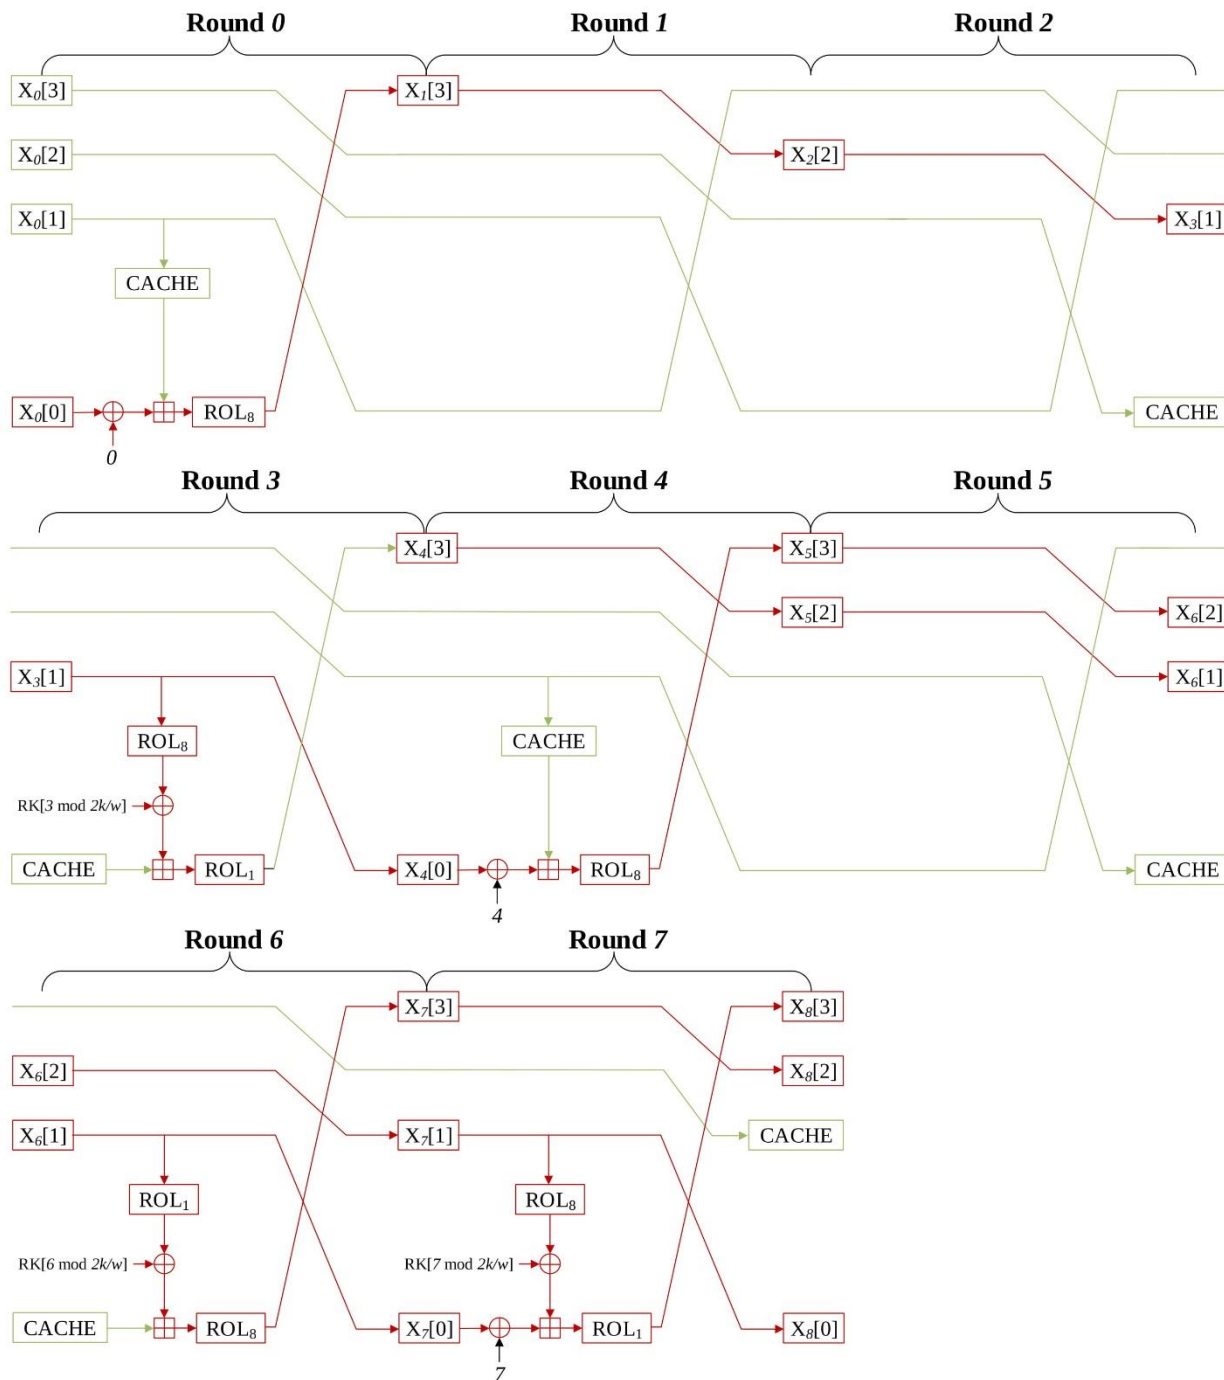 Round 0 Round 1 Round 2
X0[3] X1[3]
X0[2] X2[2]
X0[1] X3[1]
CACHE
X0[0] ROL8 CACHE
0
Round 3 Round 4 Round 5
X4[3] X5[3]
X5[2] X6[2]
X3[1] X6[1]
ROL8 CACHE
RK[3 mod 2k/w]
CACHE ROL1 X4[0] ROL8 CACHE
4
Round 6 Round 7
X7[3] X8[3]
X6[2] X8[2]
X6[1] X7[1] CACHE
ROL1 ROL8
RK[6 mod 2k/w] RK[7 mod 2k/w]
CACHE ROL8 X7[0] ROL1 X8[0]
7